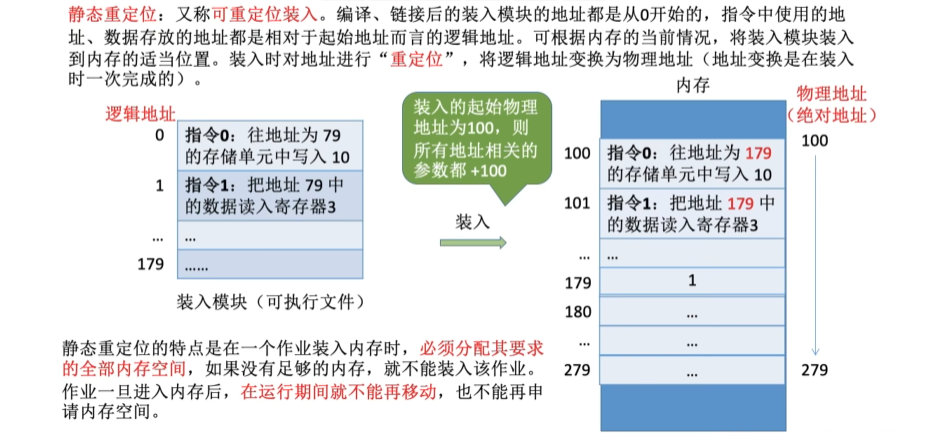 静态重定位：又称可重定位装入。编译、链接后的装入模块的地址都是从0开始的，指令中使用的地
址、数据存放的地址都是相对于起始地址而言的逻辑地址。可根据内存的当前情况，将装入模块装入
到内存的适当位置。装入时对地址进行“重定位”，将逻辑地址变换为物理地址（地址变换是在装入
时一次完成的）。
逻辑地址
0
指令0：往地址为 79
的存储单元中写入 10
1
指令1：把地址 79 中
的数据读入寄存器3
...
...
179
......
装入模块（可执行文件）
装入的起始物理
地址为100，则
所有地址相关的
参数都 +100
装入
内存
物理地址
（绝对地址）
100
指令0：往地址为 179
的存储单元中写入 10
101
指令1：把地址 179 中
的数据读入寄存器3
...
...
179
1
180
...
...
...
279
...
100
279
静态重定位的特点是在一个作业装入内存时，必须分配其要求
的全部内存空间，如果没有足够的内存，就不能装入该作业。
作业一旦进入内存后，在运行期间就不能再移动，也不能再申
请内存空间。